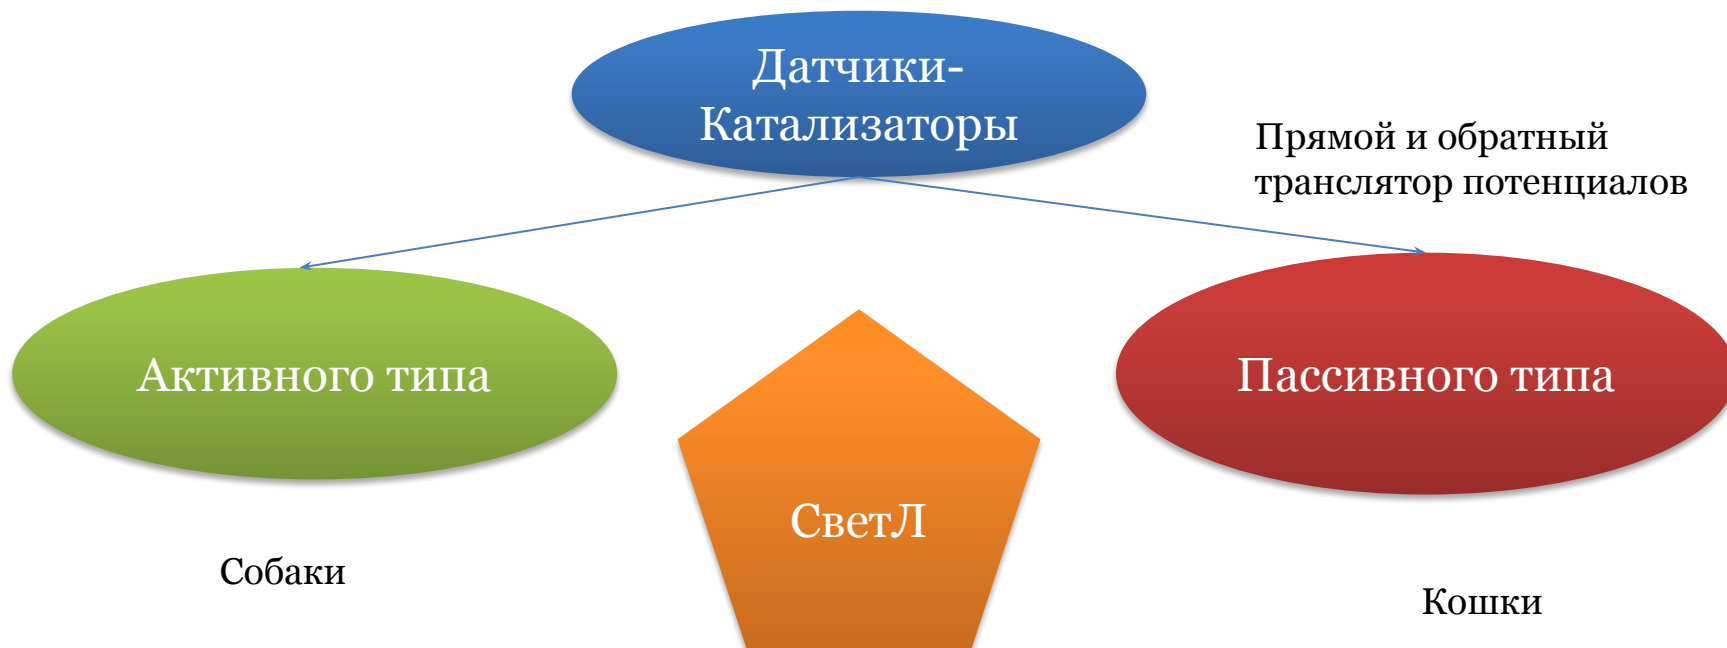 Датчики-
Катализаторы
Прямой и обратный
транслятор потенциалов
Активного типа
Пассивного типа
СветЛ
Собаки
Кошки